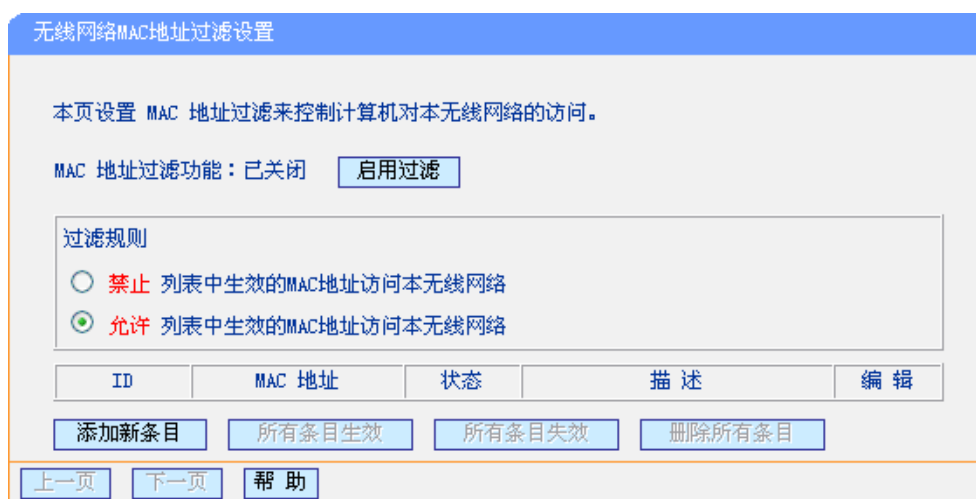 无线网络MAC地址过滤设置
本页设置 MAC 地址过滤来控制计算机对本无线网络的访问。
MAC 地址过滤功能：已关闭 启用过滤
过滤规则
禁止 列表中生效的MAC地址访问本无线网络
允许 列表中生效的MAC地址访问本无线网络
ID MAC 地址 状态 描 述 编 辑
添加新条目 所有条目生效 所有条目失效 删除所有条目
上一页 下一页 帮 助